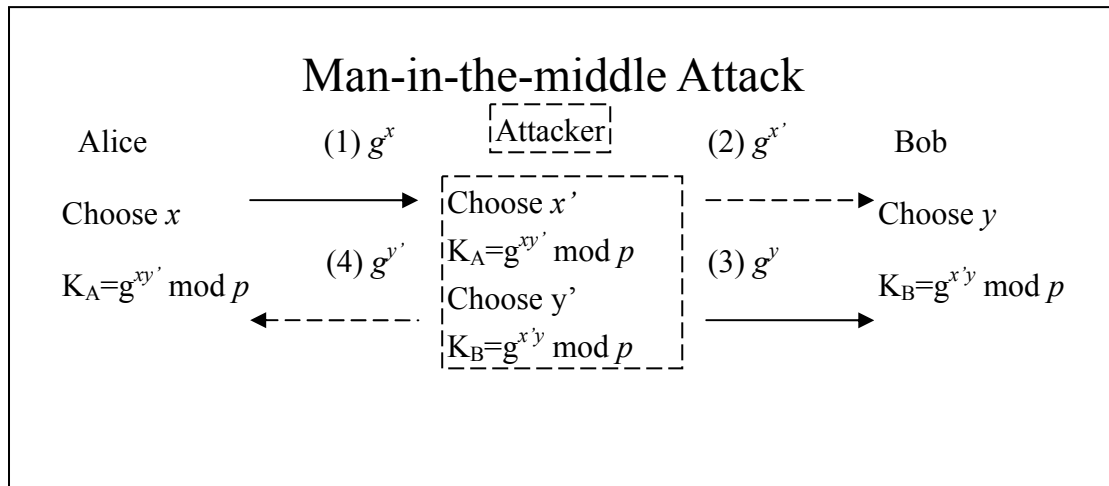 Man-in-the-middle Attack
Alice (1) g^x Attacker (2) g^x’ Bob
Choose x
(4) g^y’
K_A=g^xy’ mod p
Choose x’
K_A=g^xy’ mod p
Choose y’
K_B=g^x’y mod p
(3) g^y
Choose y
K_B=g^x’y mod p